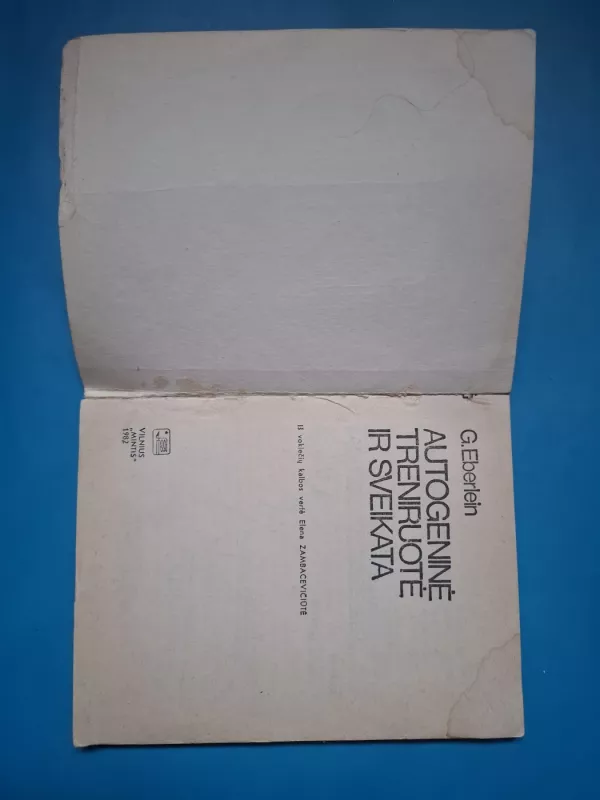 G. Eberlein
AUTOGENINĖ
TRENIRUOTĖ
IR SVEIKATA
Iš vokiečių kalbos vertė Elena ZAMBACEVIČIŪTĖ
VILNIUS
„MINTIS“
1982